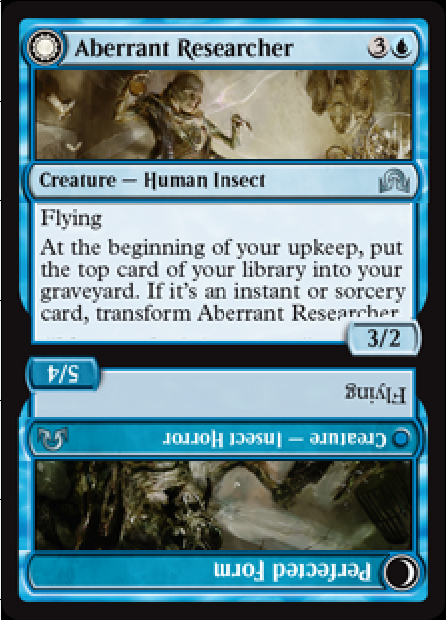 Aberrant Researcher 3
Creature — Human Insect
Flying
At the beginning of your upkeep, put
the top card of your library into your
graveyard. If it's an instant or sorcery
card, transform Aberrant Researcher
3/2
5/4
Flying
Creature — Insect Horror
Perfected Form